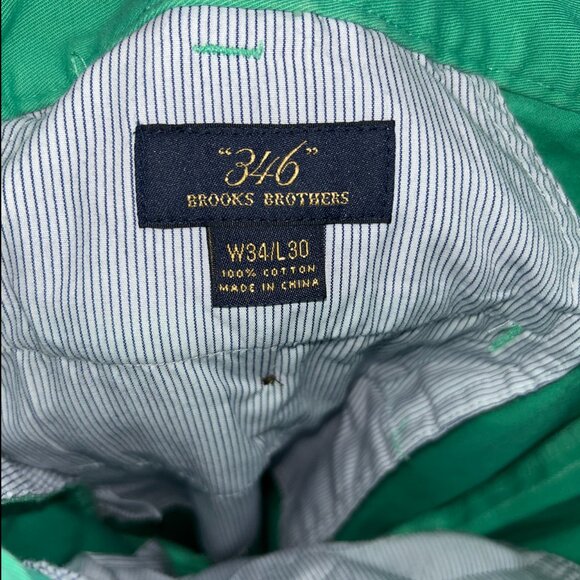 "346"
BROOKS BROTHERS
W34/L30
100% COTTON
MADE IN CHINA